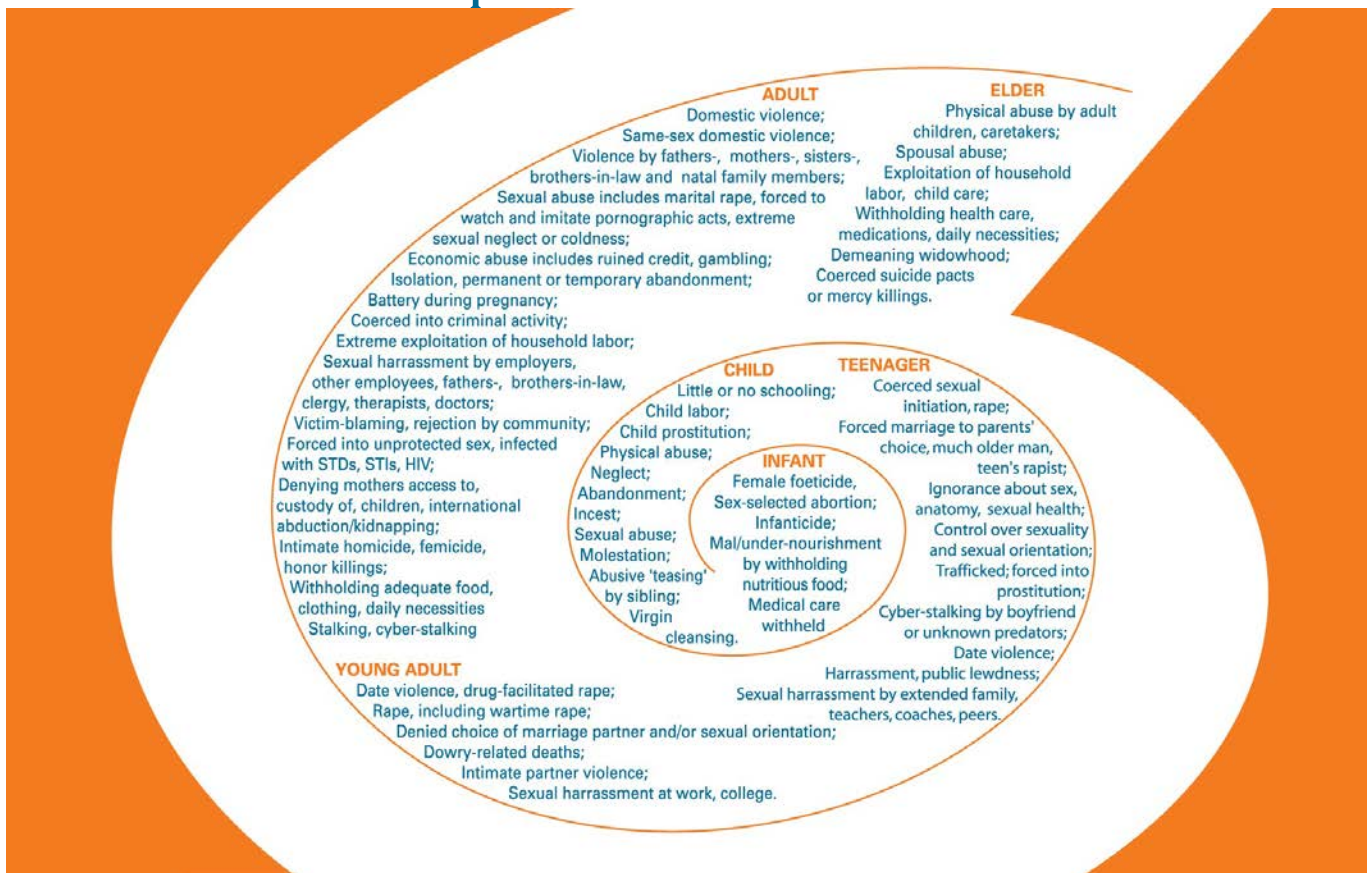 INFANT
Female foeticide,
Sex-selected abortion;
Infanticide;
Mal/under-nourishment
by withholding
nutritious food;
Medical care
withheld
CHILD
Little or no schooling;
Child labor;
Child prostitution;
Physical abuse;
Neglect;
Abandonment;
Incest;
Sexual abuse;
Molestation;
Abusive 'teasing'
by sibling;
Virgin
cleansing.
TEENAGER
Coerced sexual
initiation, rape;
Forced marriage to parents'
choice, much older man,
teen's rapist;
Ignorance about sex,
anatomy, sexual health;
Control over sexuality
and sexual orientation;
Trafficked; forced into
prostitution;
Cyber-stalking by boyfriend
or unknown predators;
Date violence;
Harrassment, public lewdness;
Sexual harrassment by extended family,
teachers, coaches, peers.
YOUNG ADULT
Date violence, drug-facilitated rape;
Rape, including wartime rape;
Denied choice of marriage partner and/or sexual orientation;
Dowry-related deaths;
Intimate partner violence;
Sexual harrassment at work, college.
ADULT
Domestic violence;
Same-sex domestic violence;
Violence by fathers-, mothers-, sisters-,
brothers-in-law and natal family members;
Sexual abuse includes marital rape, forced to
watch and imitate pornographic acts, extreme
sexual neglect or coldness;
Economic abuse includes ruined credit, gambling;
Isolation, permanent or temporary abandonment;
Battery during pregnancy;
Coerced into criminal activity;
Extreme exploitation of household labor;
Sexual harrassment by employers,
other employees, fathers-, brothers-in-law,
clergy, therapists, doctors;
Victim-blaming, rejection by community;
Forced into unprotected sex, infected
with STDs, STIs, HIV;
Denying mothers access to,
custody of, children, international
abduction/kidnapping;
Intimate homicide, femicide,
honor killings;
Withholding adequate food,
clothing, daily necessities
Stalking, cyber-stalking
ELDER
Physical abuse by adult
children, caretakers;
Spousal abuse;
Exploitation of household
labor, child care;
Withholding health care,
medications, daily necessities;
Demeaning widowhood;
Coerced suicide pacts
or mercy killings.